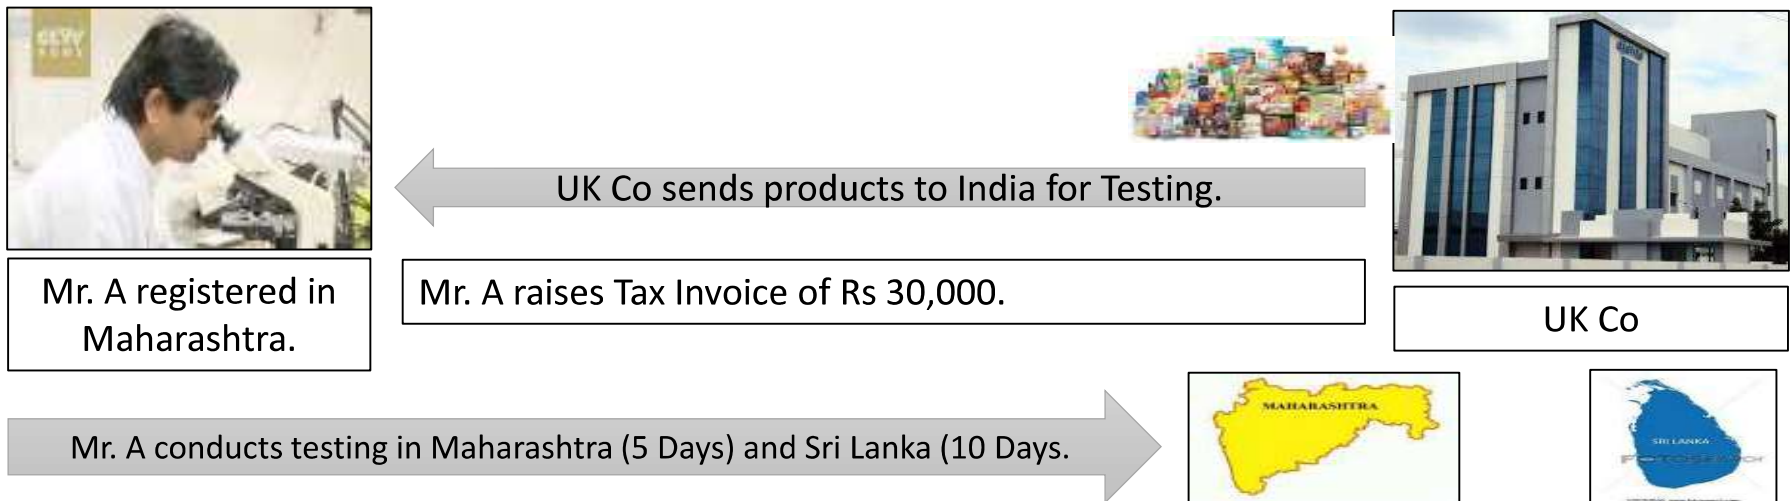 UK Co sends products to India for Testing.
Mr. A registered in
Maharashtra.
Mr. A raises Tax Invoice of Rs 30,000.
UK Co
Mr. A conducts testing in Maharashtra (5 Days) and Sri Lanka (10 Days.
MAHARASHTRA
SRI LANKA